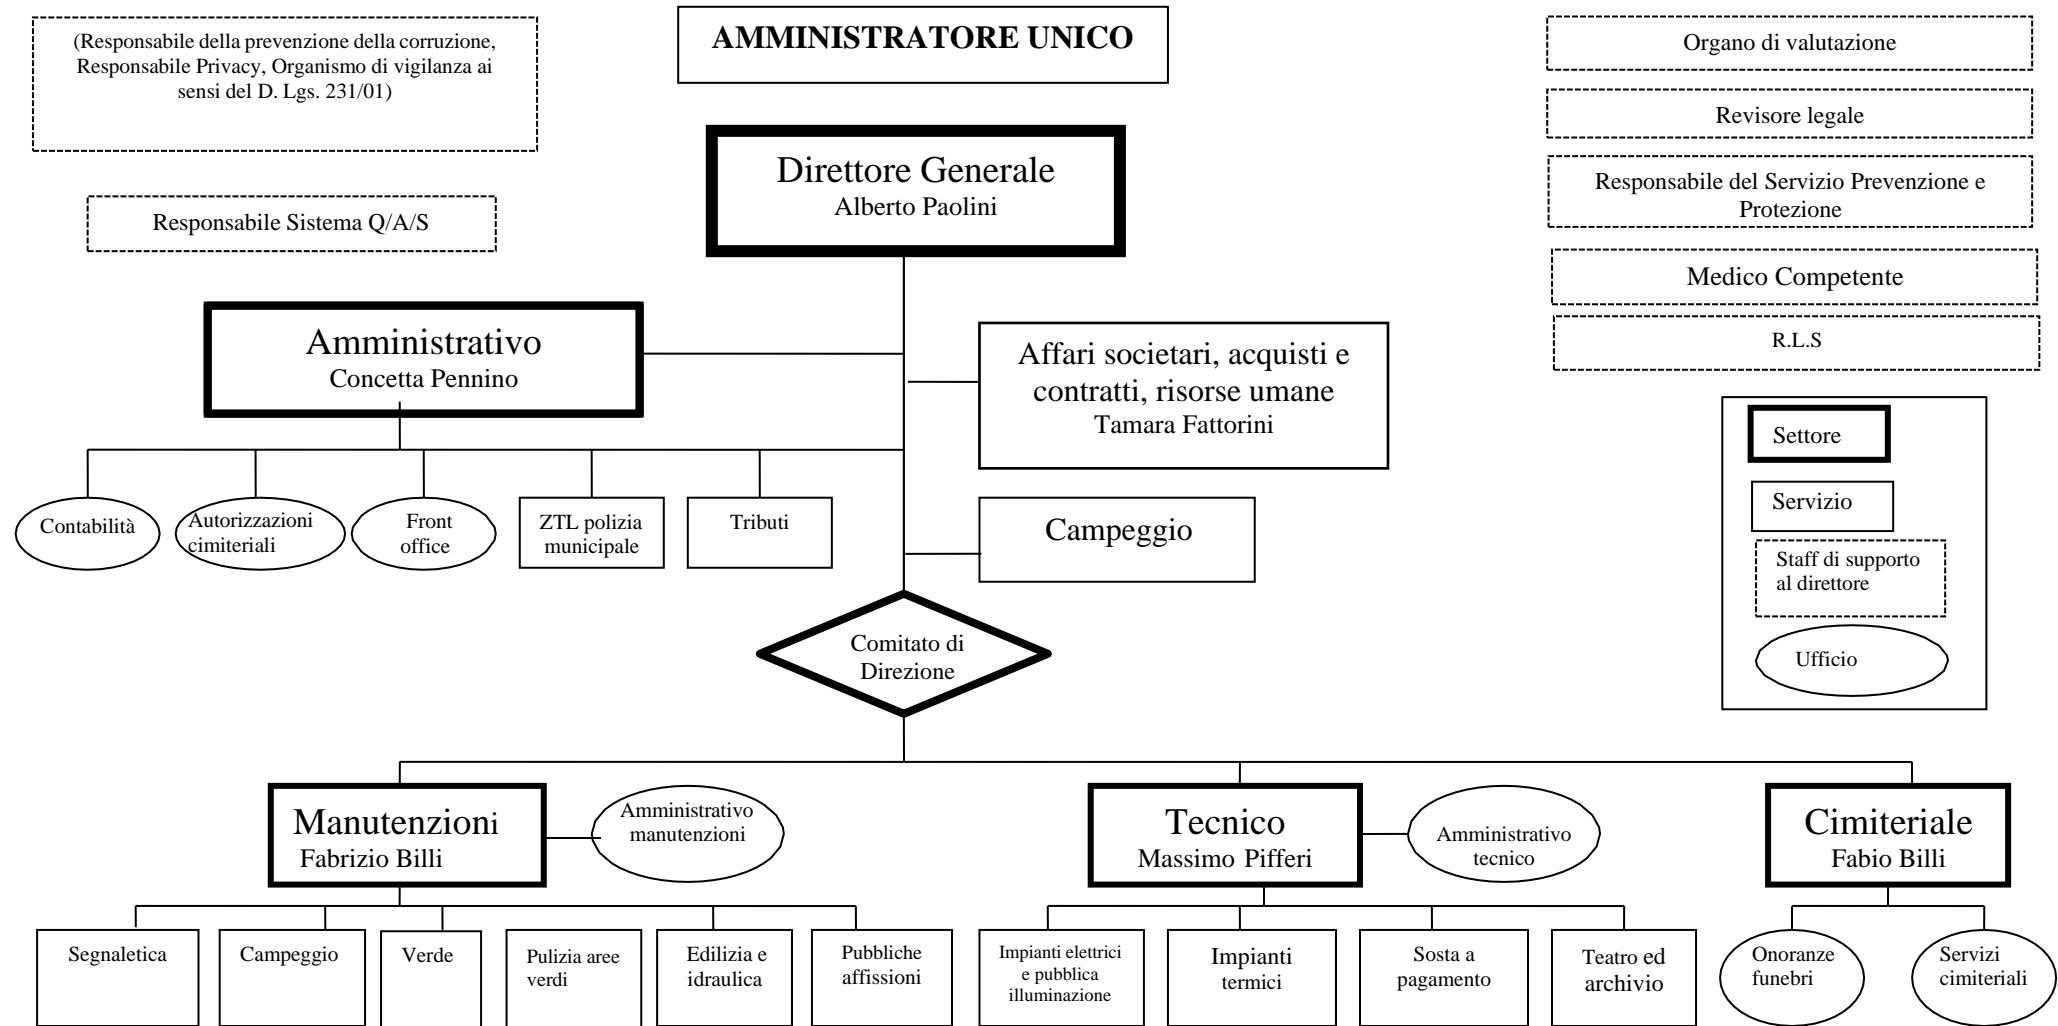 (Responsabile della prevenzione della corruzione,
Responsabile Privacy, Organismo di vigilanza ai
sensi del D. Lgs. 231/01)
AMMINISTRATORE UNICO
Organo di valutazione
Revisore legale
Direttore Generale
Alberto Paolini
Responsabile del Servizio Prevenzione e
Protezione
Responsabile Sistema Q/A/S
Medico Competente
R.L.S
Amministrativo
Concetta Pennino
Affari societari, acquisti e
contratti, risorse umane
Tamara Fattorini
Settore
Servizio
Staff di supporto
al direttore
Ufficio
Contabilità
Autorizzazioni
cimiteriali
Front
office
ZTL polizia
municipale
Tributi
Campeggio
Comitato di
Direzione
Manutenzioni
Fabrizio Billi
Amministrativo
manutenzioni
Tecnico
Massimo Pifferi
Amministrativo
tecnico
Cimiteriale
Fabio Billi
Segnaletica
Campeggio
Verde
Pulizia aree
verdi
Edilizia e
idraulica
Pubbliche
affissioni
Impianti elettrici
e pubblica
illuminazione
Impianti
termici
Sosta a
pagamento
Teatro ed
archivio
Onoranze
funebri
Servizi
cimiteriali